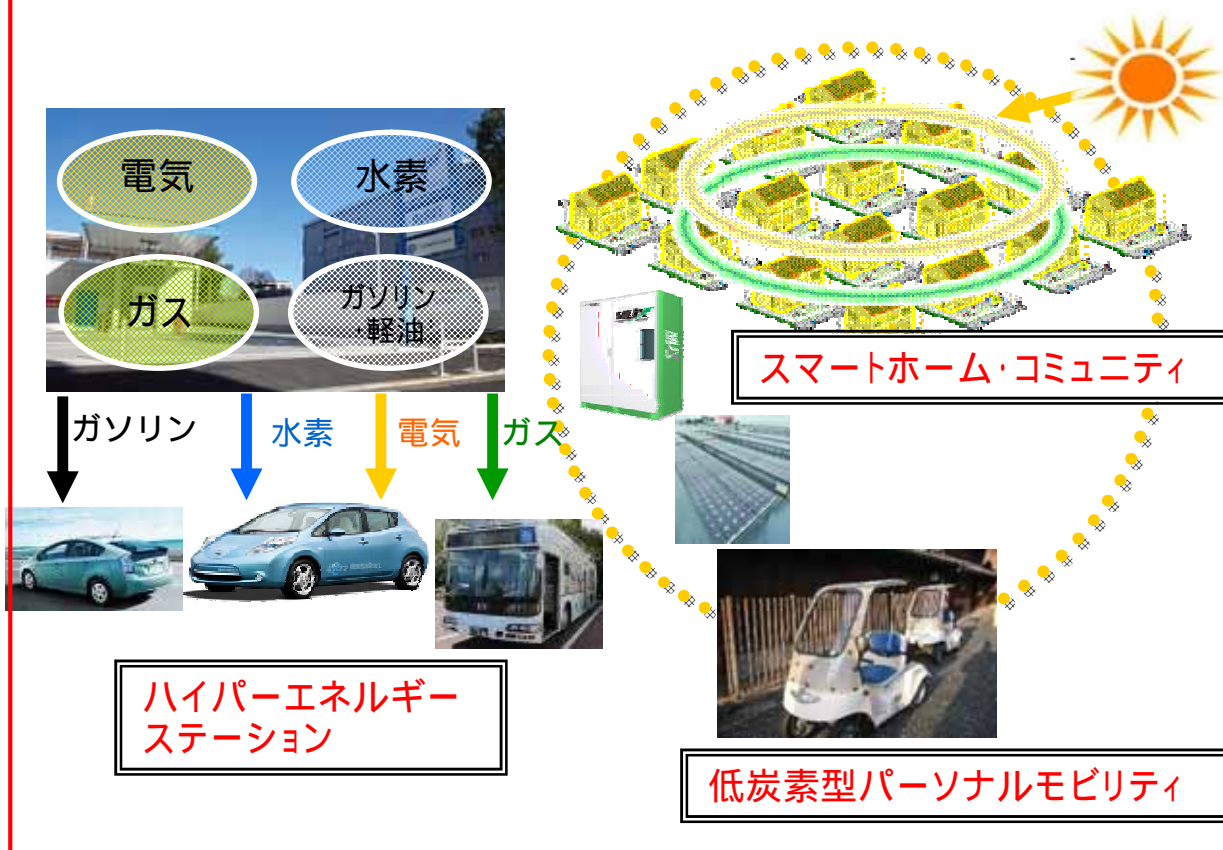 電気
水素
ガス
ガソリン
・軽油
ガソリン
水素
電気
ガス
スマートホーム・コミュニティ
ハイパーエネルギー
ステーション
低炭素型パーソナルモビリティ